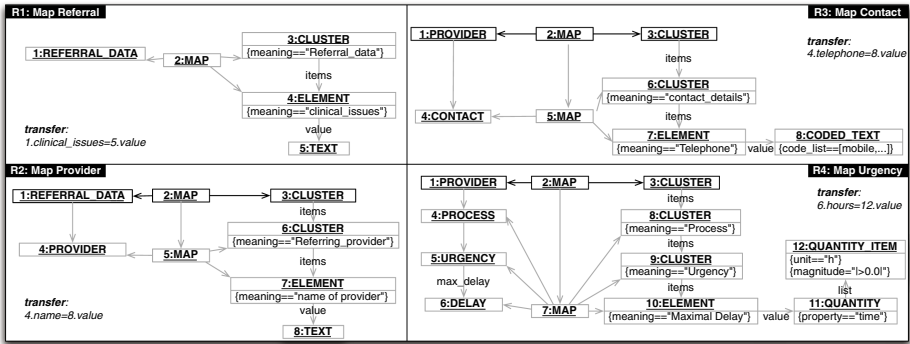 R1: Map Referral
1:REFERRAL_DATA
2:MAP
3:CLUSTER
{meaning=="Referral_data"}
items
4:ELEMENT
{meaning=="clinical_issues"}
value
5:TEXT
transfer:
1.clinical_issues=5.value
R3: Map Contact
1:PROVIDER
2:MAP
3:CLUSTER
transfer:
4.telephone=8.value
items
6:CLUSTER
{meaning=="contact_details"}
4:CONTACT
5:MAP
items
7:ELEMENT
{meaning=="Telephone"}
value
8:CODED_TEXT
{code_list==[mobile,...]}
R2: Map Provider
1:REFERRAL_DATA
2:MAP
3:CLUSTER
items
6:CLUSTER
{meaning=="Referring_provider"}
4:PROVIDER
5:MAP
items
7:ELEMENT
{meaning=="name of provider"}
value
8:TEXT
transfer:
4.name=8.value
R4: Map Urgency
1:PROVIDER
2:MAP
3:CLUSTER
transfer:
6.hours=12.value
items
4:PROCESS
8:CLUSTER
{meaning=="Process"}
items
5:URGENCY
9:CLUSTER
{meaning=="Urgency"}
12:QUANTITY_ITEM
{unit=="h"}
{magnitude="|>0.0|"}
max_delay
items
list
6:DELAY
7:MAP
10:ELEMENT
{meaning=="Maximal Delay"}
value
11:QUANTITY
{property=="time"}